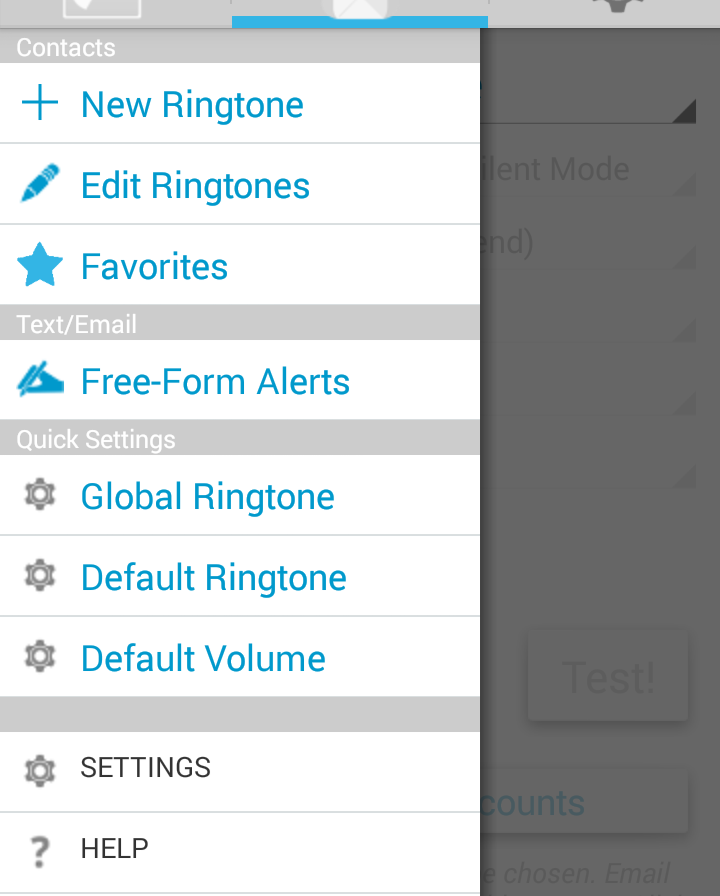 Contacts
New Ringtone
Edit Ringtones
Favorites
Text/Email
Free-Form Alerts
Quick Settings
Global Ringtone
Default Ringtone
Default Volume
SETTINGS
HELP
ilent Mode
end)
Test!
counts
e chosen. Email